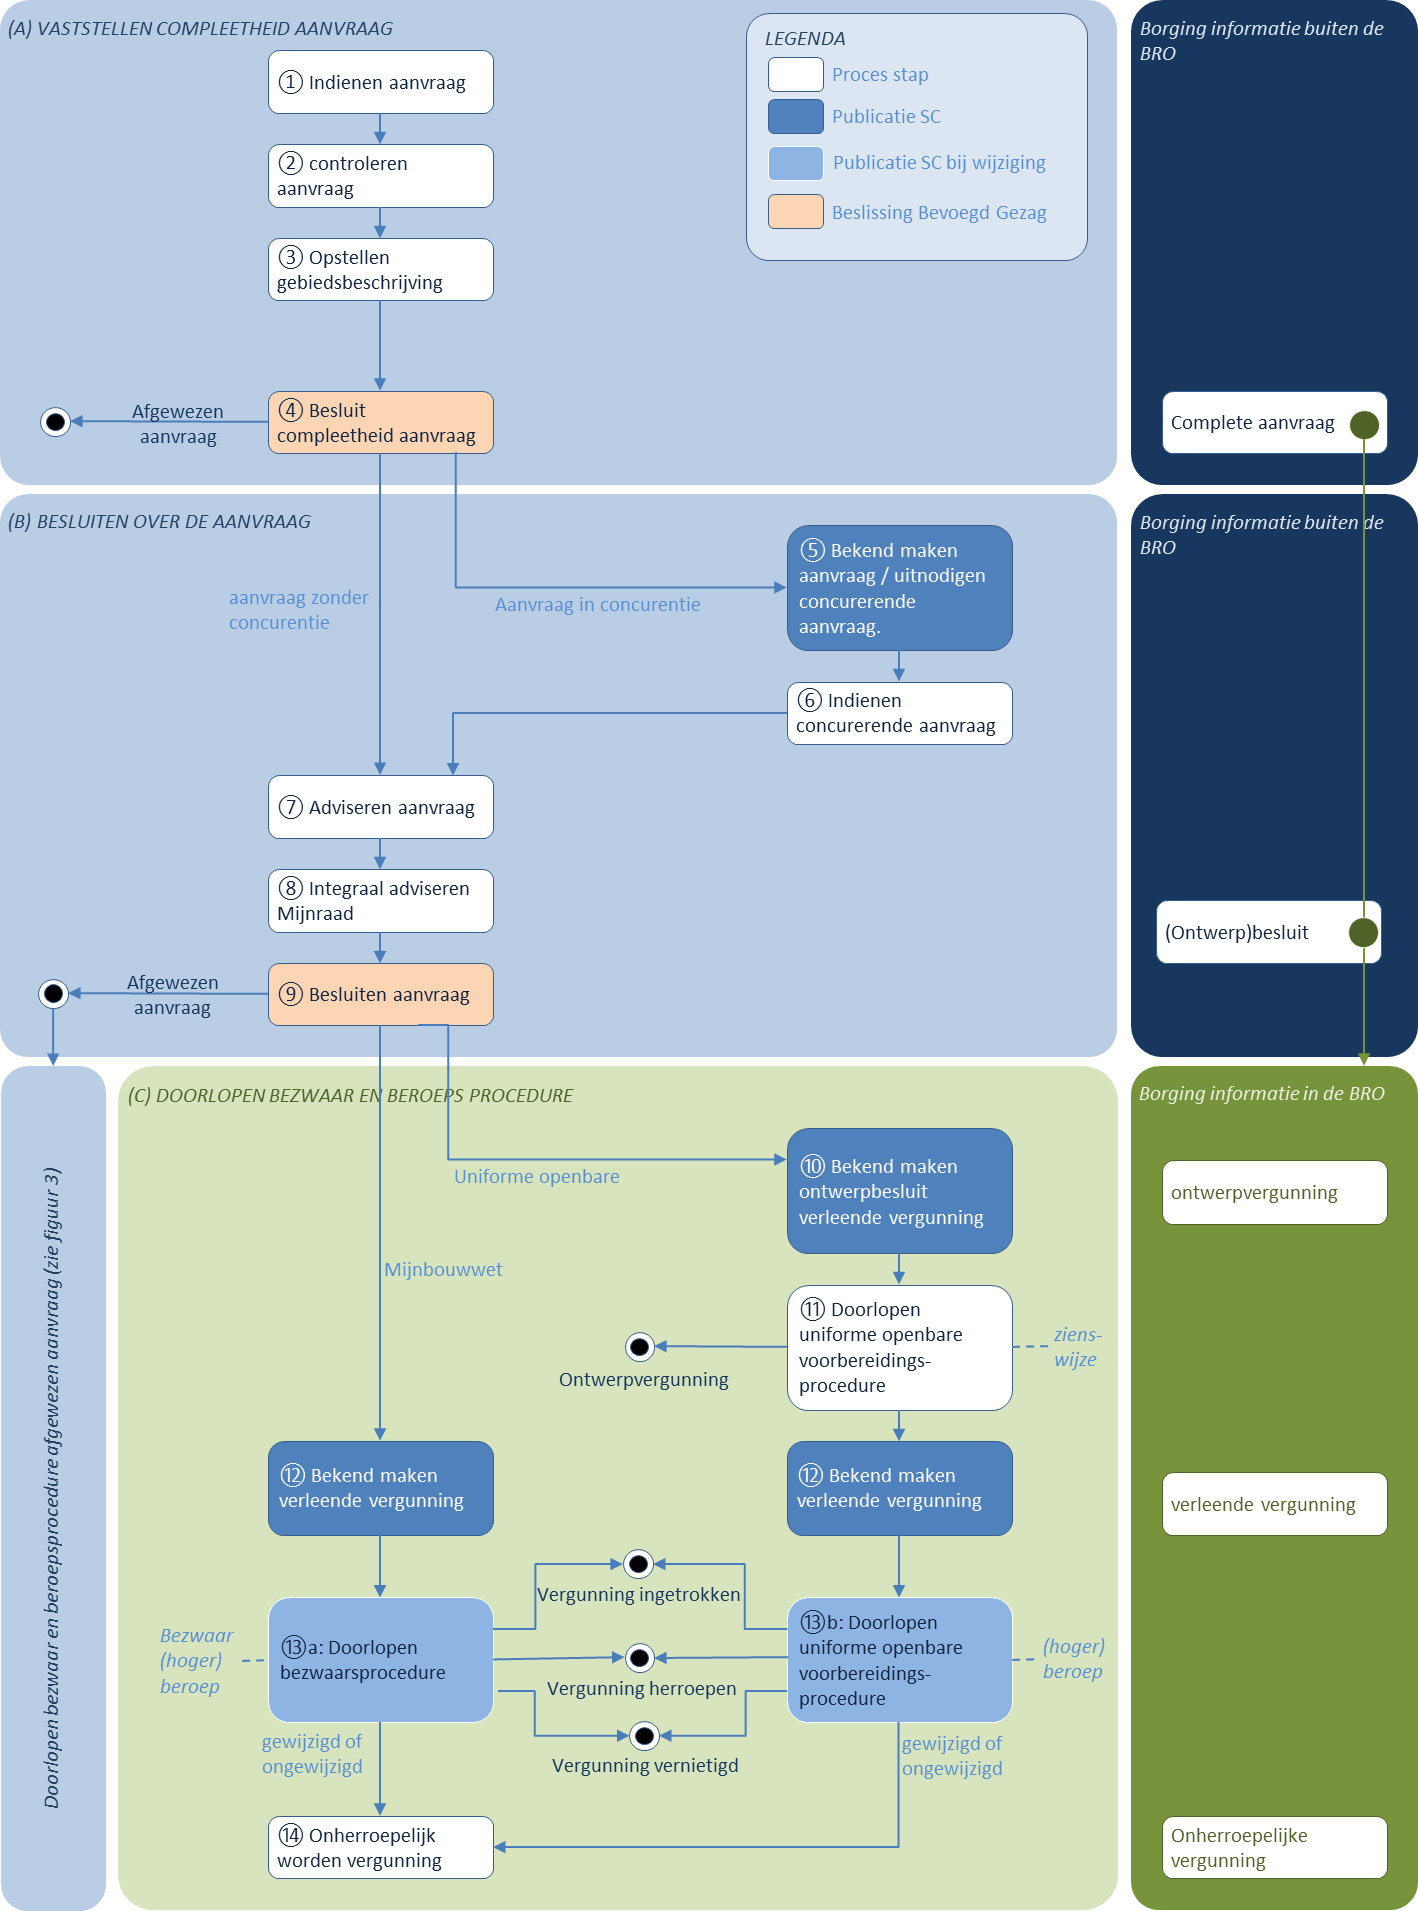 (A) VASTSTELLEN COMPLEETHEID AANVRAAG
① Indienen aanvraag
② controleren
aanvraag
③ Opstellen
gebiedsbeschrijving
④ Besluit
compleetheid aanvraag
Afgewezen
aanvraag
LEGENDA
Proces stap
Publicatie SC
Publicatie SC bij wijziging
Beslissing Bevoegd Gezag
Borging informatie buiten de
BRO
Complete aanvraag
(B) BESLUITEN OVER DE AANVRAAG
aanvraag zonder
concurentie
Aanvraag in concurentie
⑤ Bekend maken
aanvraag / uitnodigen
concurerende
aanvraag.
⑥ Indienen
concurerende aanvraag
⑦ Adviseren aanvraag
⑧ Integraal adviseren
Mijnraad
⑨ Besluiten aanvraag
Afgewezen
aanvraag
Borging informatie buiten de
BRO
(Ontwerp)besluit
Doorlopen bezwaar en beroepsprocedure afgewezen aanvraag (zie figuur 3)
(C) DOORLOPEN BEZWAAR EN BEROEPS PROCEDURE
Uniforme openbare
Mijnbouwwet
⑩ Bekend maken
ontwerpbesluit
verleende vergunning
⑪ Doorlopen
uniforme openbare
voorbereidings-
procedure
ziens-
wijze
Ontwerpvergunning
⑫ Bekend maken
verleende vergunning
⑫ Bekend maken
verleende vergunning
Vergunning ingetrokken
Vergunning herroepen
Vergunning vernietigd
Bezwaar
(hoger)
beroep
⑬a: Doorlopen
bezwaarsprocedure
⑬b: Doorlopen
uniforme openbare
voorbereidings-
procedure
(hoger)
beroep
gewijzigd of
ongewijzigd
gewijzigd of
ongewijzigd
⑭ Onherroepelijk
worden vergunning
Borging informatie in de BRO
ontwerpvergunning
verleende vergunning
Onherroepelijke
vergunning